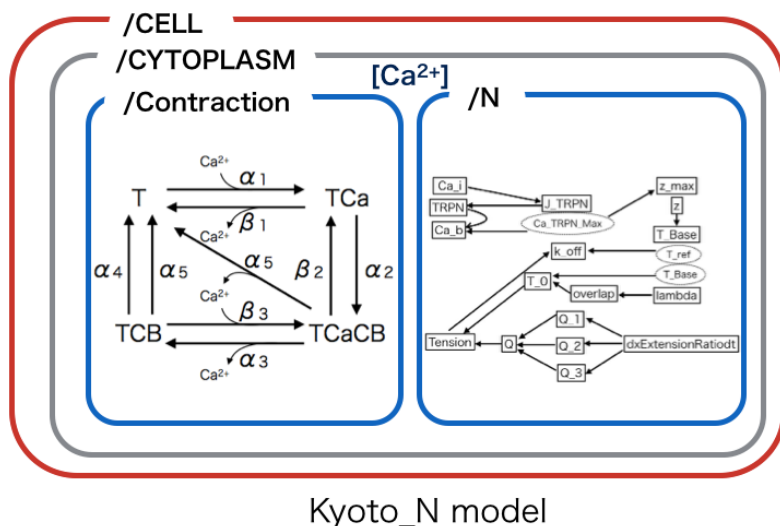 /CELL
/CYTOPLASM
[Ca²⁺]
/Contraction
/N
Ca²⁺
α1
T
TCa
β1
Ca²⁺
α4
α5
α5
β2
α2
Ca²⁺
β3
TCB
TCaCB
α3
Ca²⁺
Ca_i
z_max
TRPN
J_TRPN
z
Ca_TRPN_Max
Ca_b
T_Base
k_off
T_ref
T_0
T_Base
overlap
lambda
Q_1
Tension
Q
Q_2
dxExtensionRatiodt
Q_3
Kyoto_N model